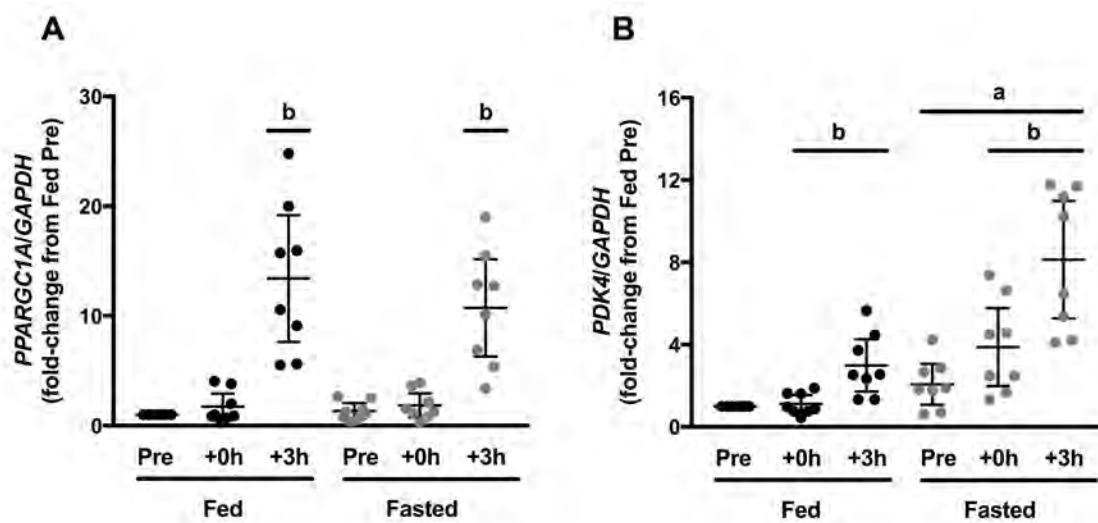 A
PPARGC1A/GAPDH
(fold-change from Fed Pre)
30
20
10
0
b
b
Pre +0h +3h Pre +0h +3h
Fed Fasted
B
PDK4/GAPDH
(fold-change from Fed Pre)
16
12
8
4
0
a
b
b
Pre +0h +3h Pre +0h +3h
Fed Fasted